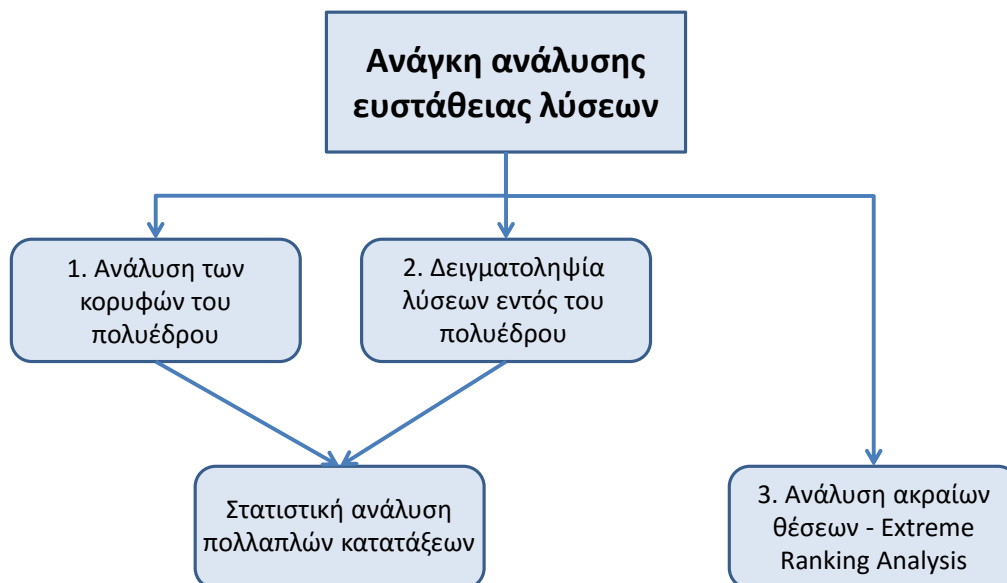 Ανάγκη ανάλυσης
ευστάθειας λύσεων
1. Ανάλυση των
κορυφών του
πολυέδρου
2. Δειγματοληψία
λύσεων εντός του
πολυέδρου
Στατιστική ανάλυση
πολλαπλών κατατάξεων
3. Ανάλυση ακραίων
θέσεων - Extreme
Ranking Analysis